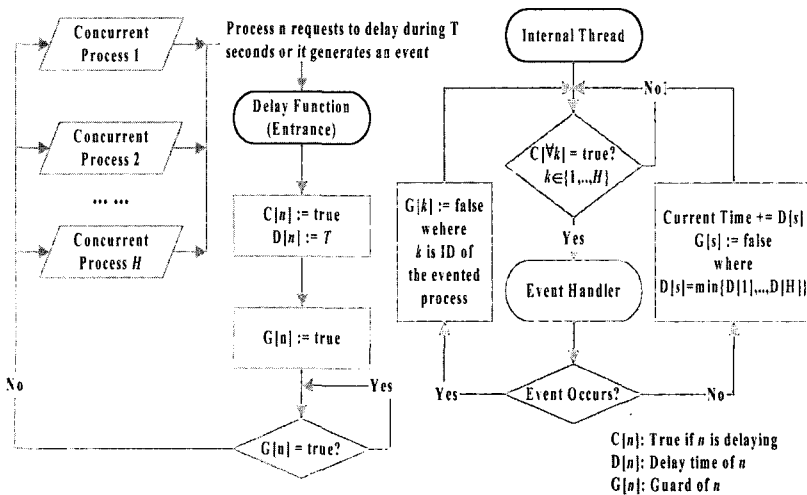 Concurrent
Process 1
Concurrent
Process 2
... ...
Concurrent
Process H
Process n requests to delay during T
seconds or it generates an event
Delay Function
(Entrance)
C[n] := true
D[n] := T
G[n] := true
No
Yes
G[n] = true?
Internal Thread
No
C[∀k] = true?
k∈{1,..,H}
Yes
G[k] := false
wehere
k is ID of
the evented
process
Event Handler
Current Time += D[s]
G[s] := false
where
D[s]=min{D[1],..,D[H]}
Yes
Event Occurs?
No
C[n]: True if n is delaying
D[n]: Delay time of n
G[n]: Guard of n